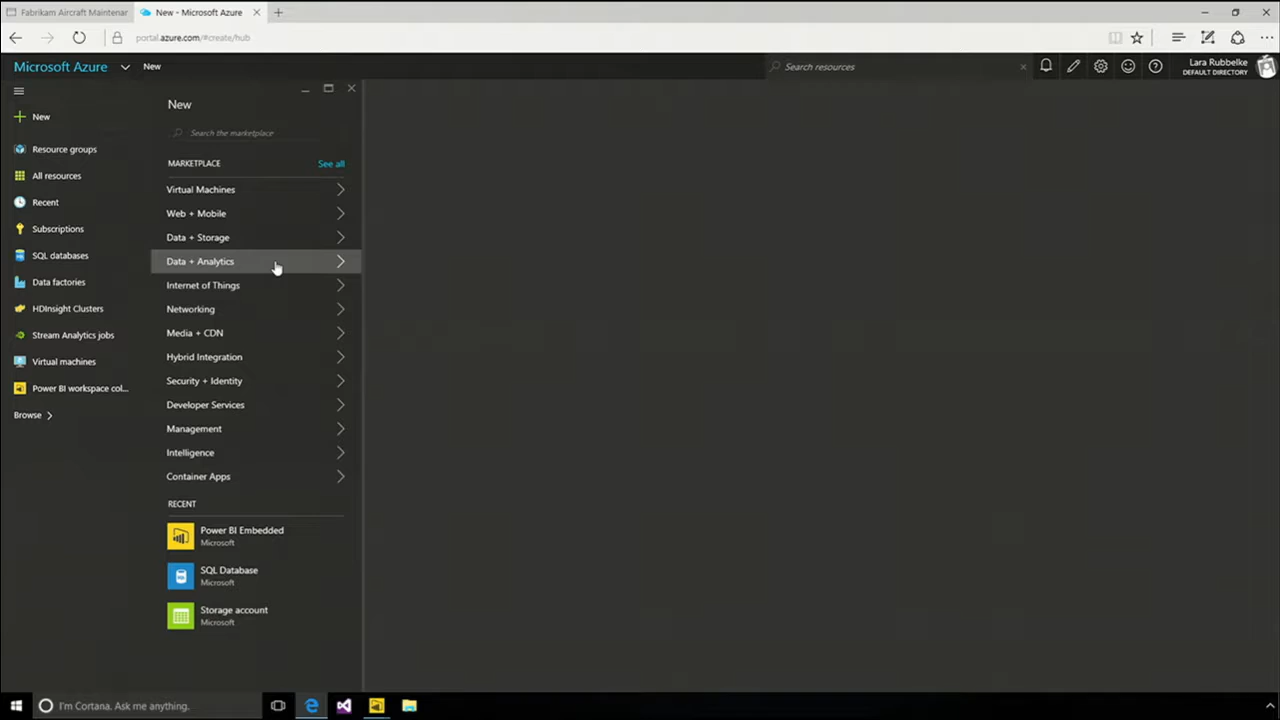 Fabrikam Aircraft Maintenar
New - Microsoft Azure
portal.azure.com/#create/hub
Microsoft Azure
New
Search resources
Lara Rubbelke
DEFAULT DIRECTORY
New
Resource groups
All resources
Recent
Subscriptions
SQL databases
Data factories
HDInsight Clusters
Stream Analytics jobs
Virtual machines
Power BI workspace col...
Browse
New
Search the marketplace
MARKETPLACE
See all
Virtual Machines
Web + Mobile
Data + Storage
Data + Analytics
Internet of Things
Networking
Media + CDN
Hybrid Integration
Security + Identity
Developer Services
Management
Intelligence
Container Apps
RECENT
Power BI Embedded
Microsoft
SQL Database
Microsoft
Storage account
Microsoft
I'm Cortana. Ask me anything.